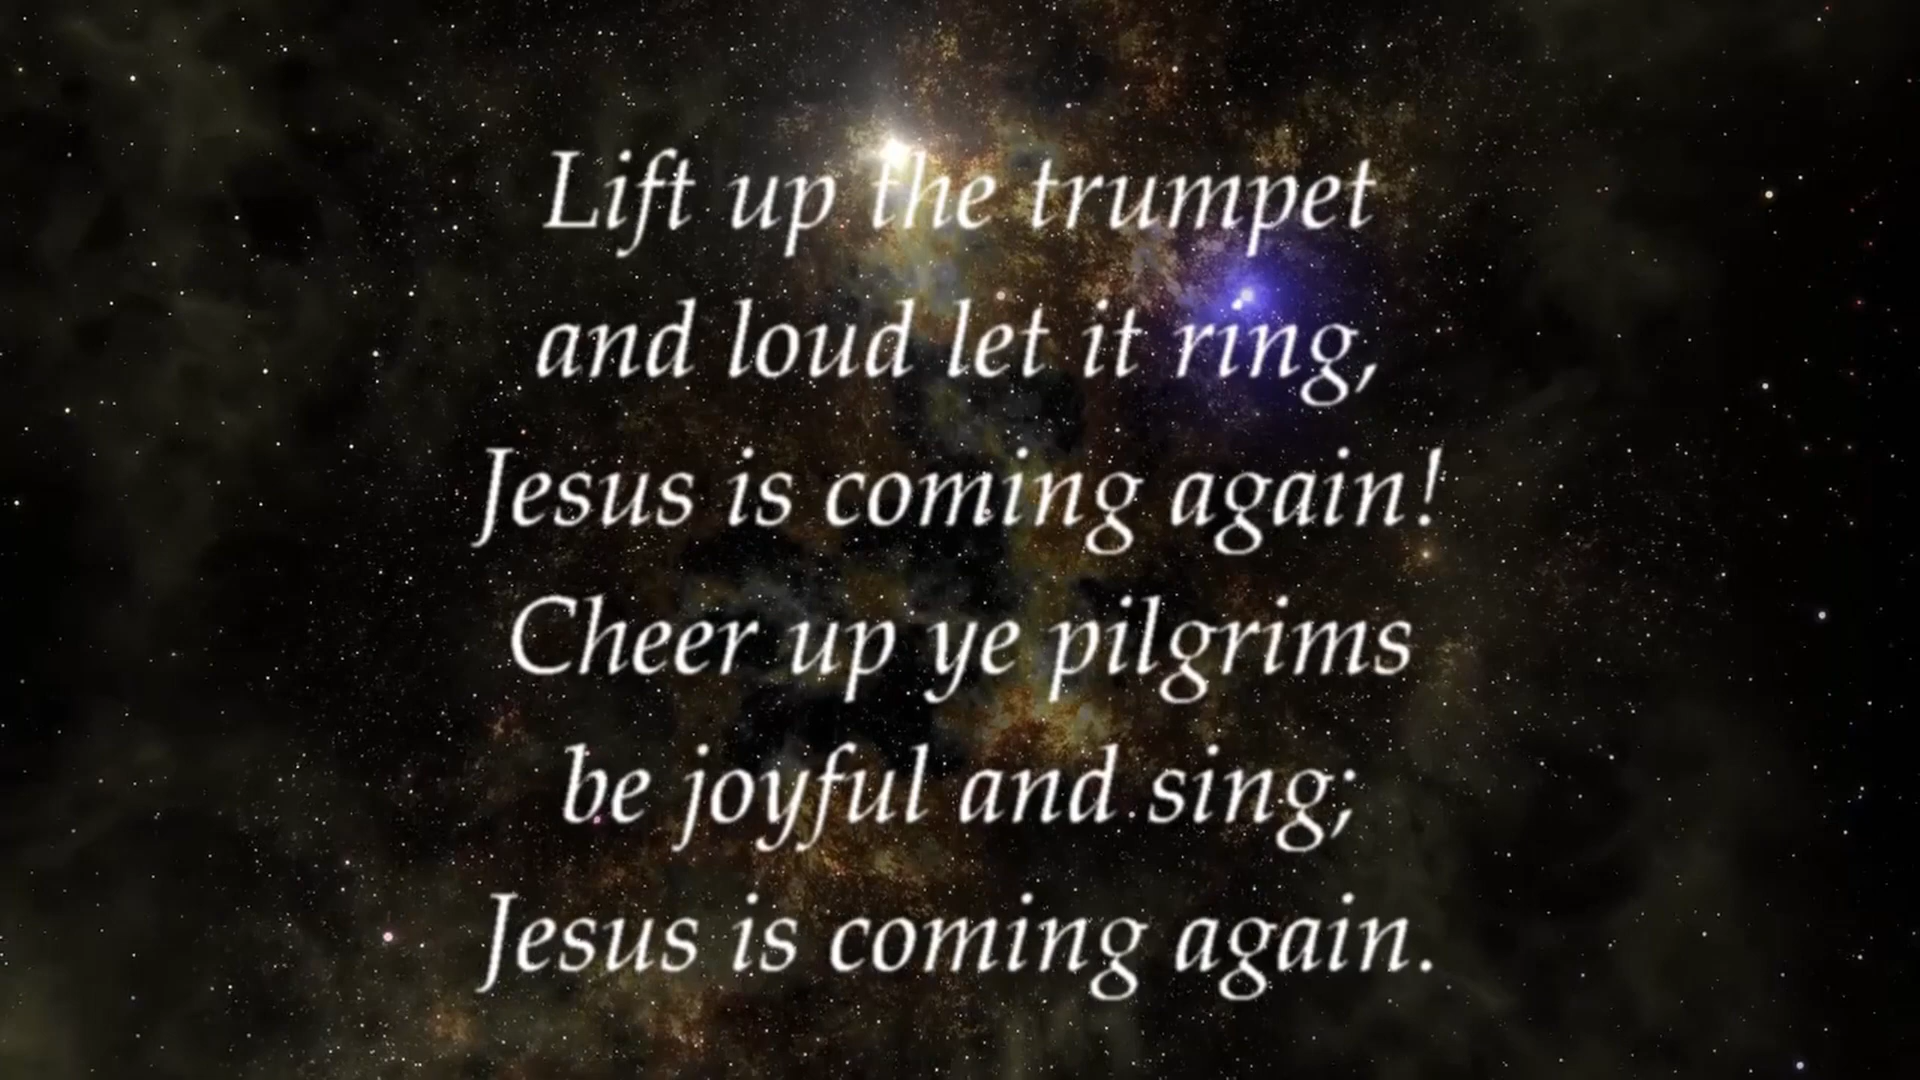 Lift up the trumpet
and loud let it ring,
Jesus is coming again!
Cheer up ye pilgrims
be joyful and sing;
Jesus is coming again.